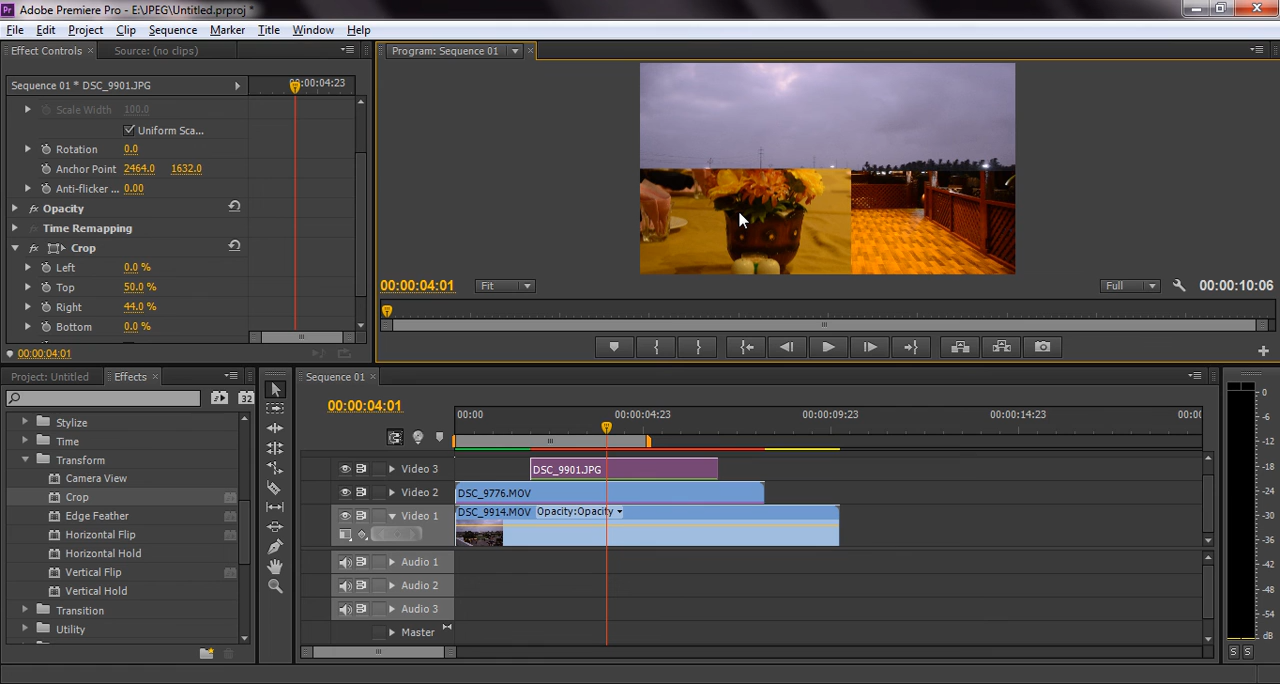 Pr Adobe Premiere Pro - E:\JPEG\Untitled.prproj *
File Edit Project Clip Sequence Marker Title Window Help
Effect Controls × Source: (no clips)
Program: Sequence 01 ×
Sequence 01 * DSC_9901.JPG
00:00:04:23
Scale Width 100.0
Uniform Sca...
Rotation 0.0
Anchor Point 2464.0 1632.0
Anti-flicker ... 0.00
fx Opacity
fx Time Remapping
fx Crop
Left 0.0 %
Top 50.0 %
Right 44.0 %
Bottom 0.0 %
00:00:04:01
00:00:04:01 Fit Full 00:00:10:06
Project: Untitled Effects ×
32
Stylize
Time
Transform
Camera View
Crop
Edge Feather
Horizontal Flip
Horizontal Hold
Vertical Flip
Vertical Hold
Transition
Utility
Sequence 01 ×
00:00:04:01
00:00 00:00:04:23 00:00:09:23 00:00:14:23 00:00
Video 3 DSC_9901.JPG
Video 2 DSC_9776.MOV
Video 1 DSC_9914.MOV Opacity:Opacity
Audio 1
Audio 2
Audio 3
Master
0
-6
-12
-18
-24
-30
-36
-42
-48
-54
dB
S S